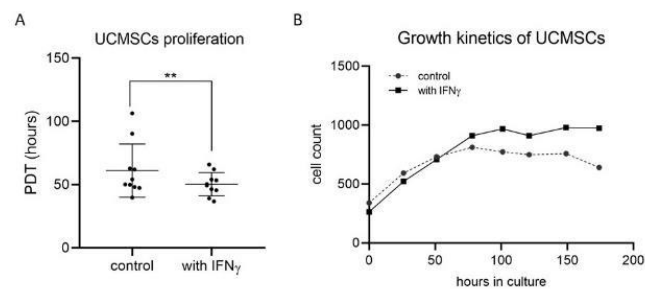 A
UCMSCs proliferation
**
PDT (hours)
150
100
50
0
control
with IFNγ
B
Growth kinetics of UCMSCs
control
with IFNγ
cell count
1500
1000
500
0
0
50
100
150
200
hours in culture